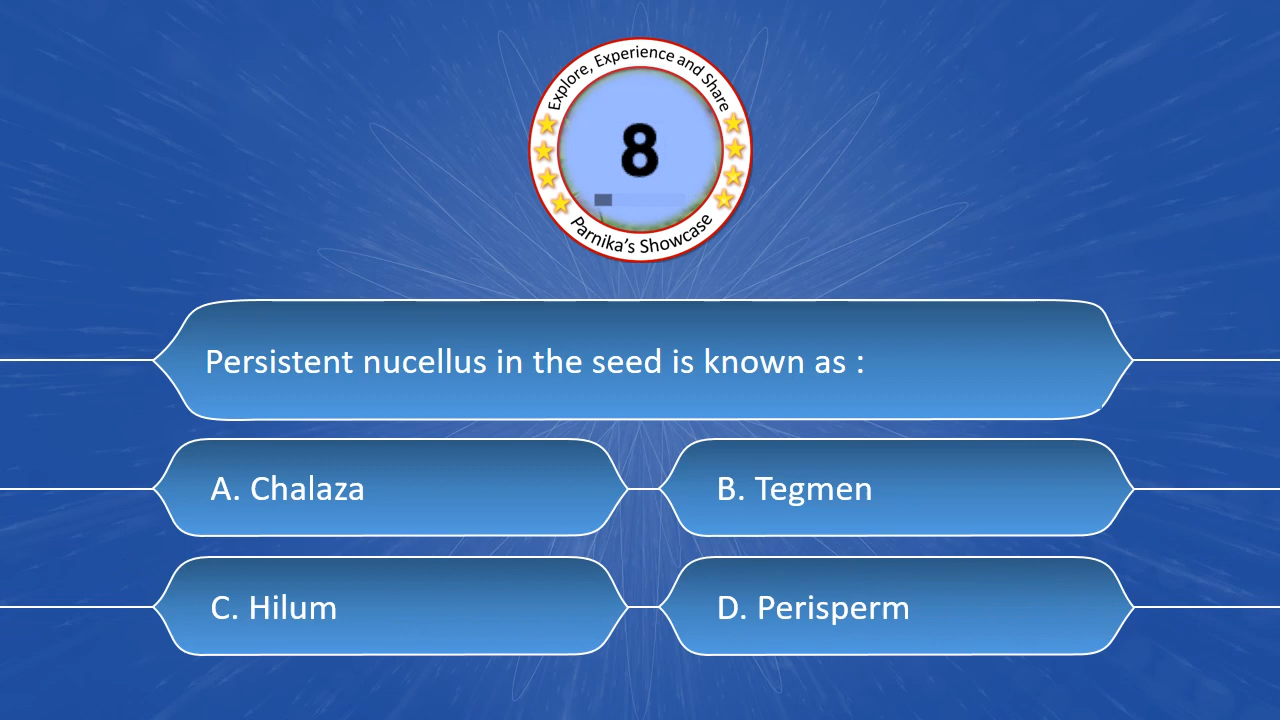 Explore, Experience and Share
8
Parnika's Showcase
Persistent nucellus in the seed is known as :
A. Chalaza
B. Tegmen
C. Hilum
D. Perisperm